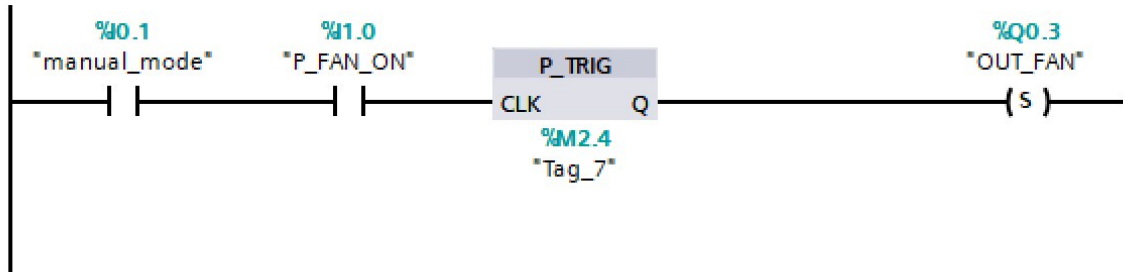 %I0.1
"manual_mode"
%I1.0
"P_FAN_ON"
P_TRIG
CLK Q
%M2.4
"Tag_7"
%Q0.3
"OUT_FAN"
S